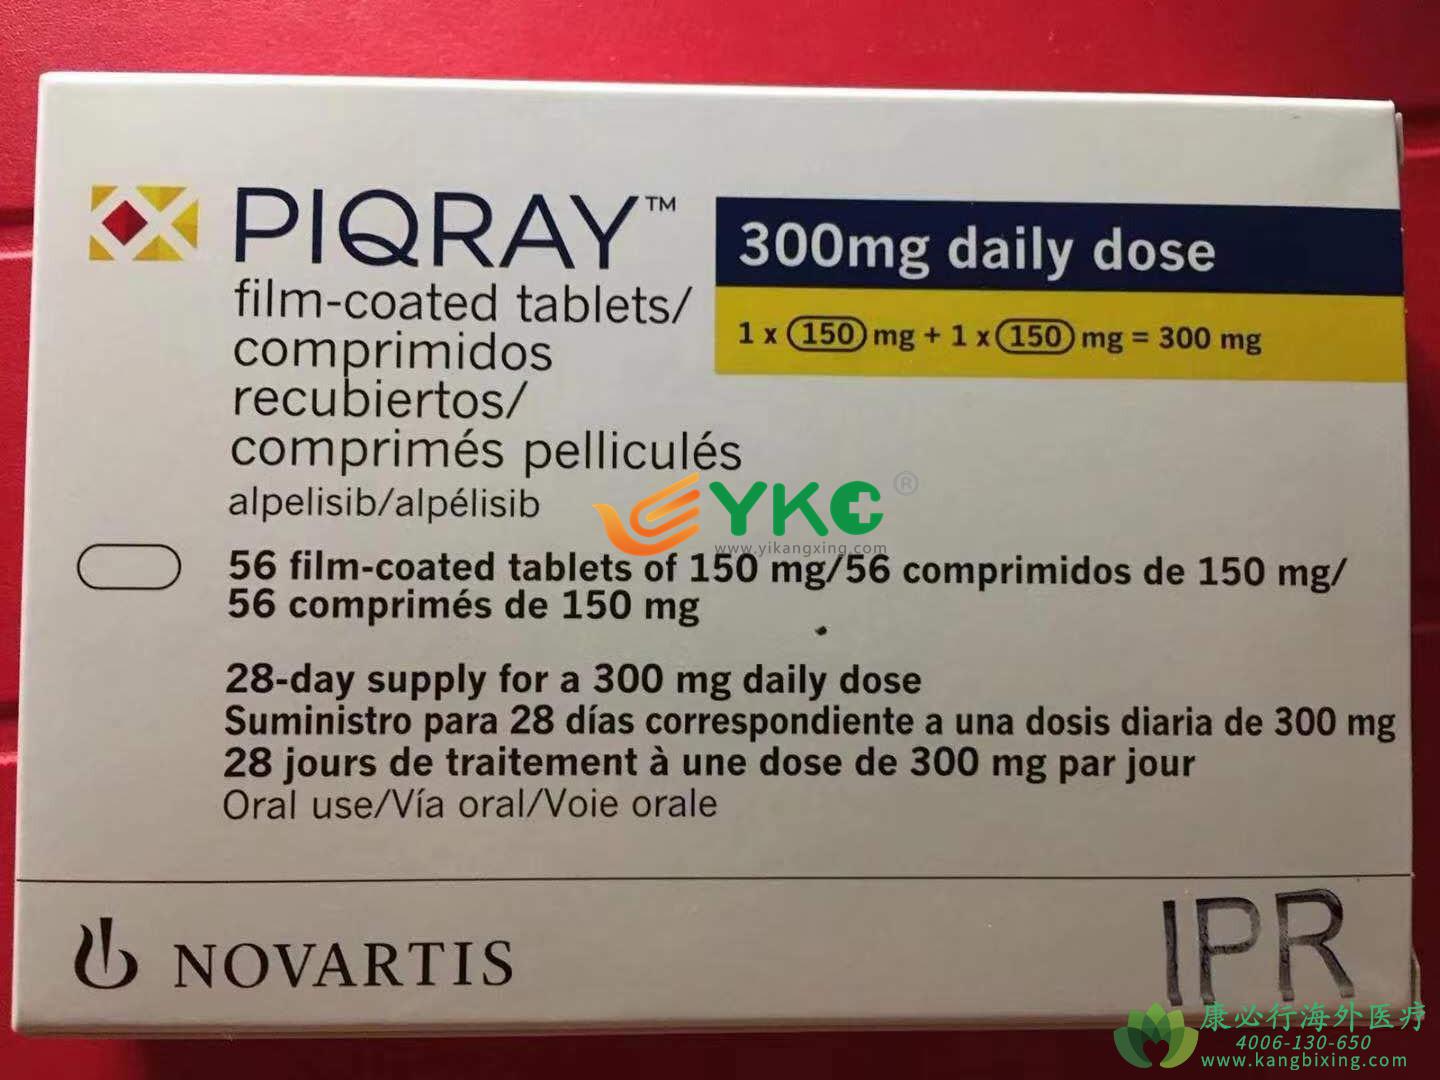 PIQRAY™
film-coated tablets/
comprimidos
recubiertos/
comprimés pelliculés
alpelisib/alpélisib
300mg daily dose
1 x 150 mg + 1 x 150 mg = 300 mg
YKC®
www.yikangxing.com
56 film-coated tablets of 150 mg/56 comprimidos de 150 mg/
56 comprimés de 150 mg
28-day supply for a 300 mg daily dose
Suministro para 28 días correspondiente a una dosis diaria de 300 mg
28 jours de traitement à une dose de 300 mg par jour
Oral use/Vía oral/Voie orale
NOVARTIS
IPR
康必行海外医疗
4006-130-650
www.kangbixing.com